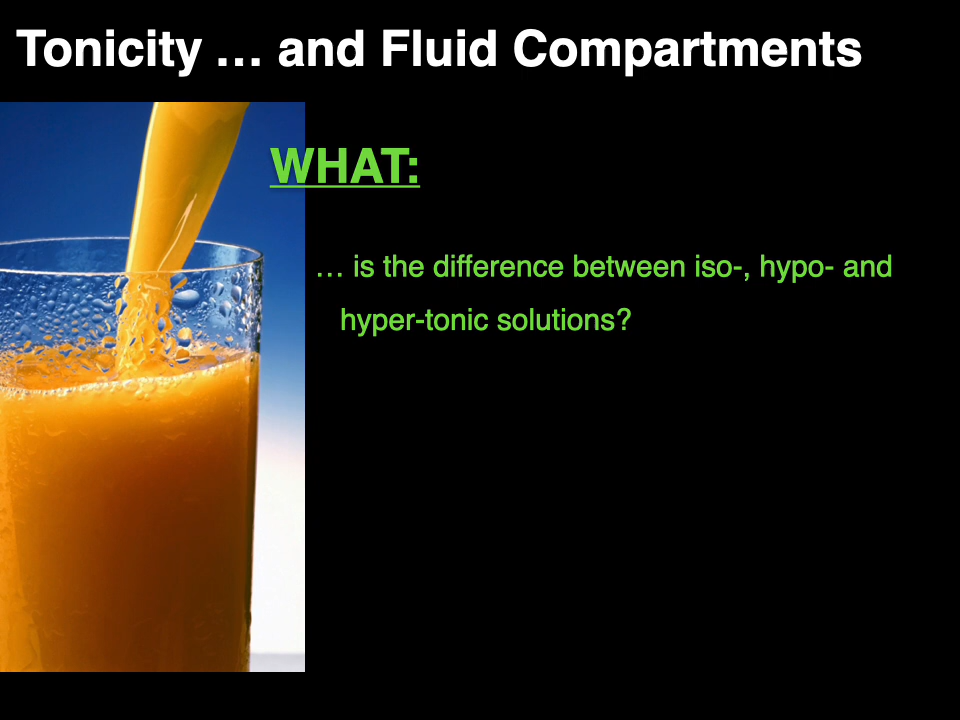 Tonicity … and Fluid Compartments
WHAT:
… is the difference between iso-, hypo- and
hyper-tonic solutions?